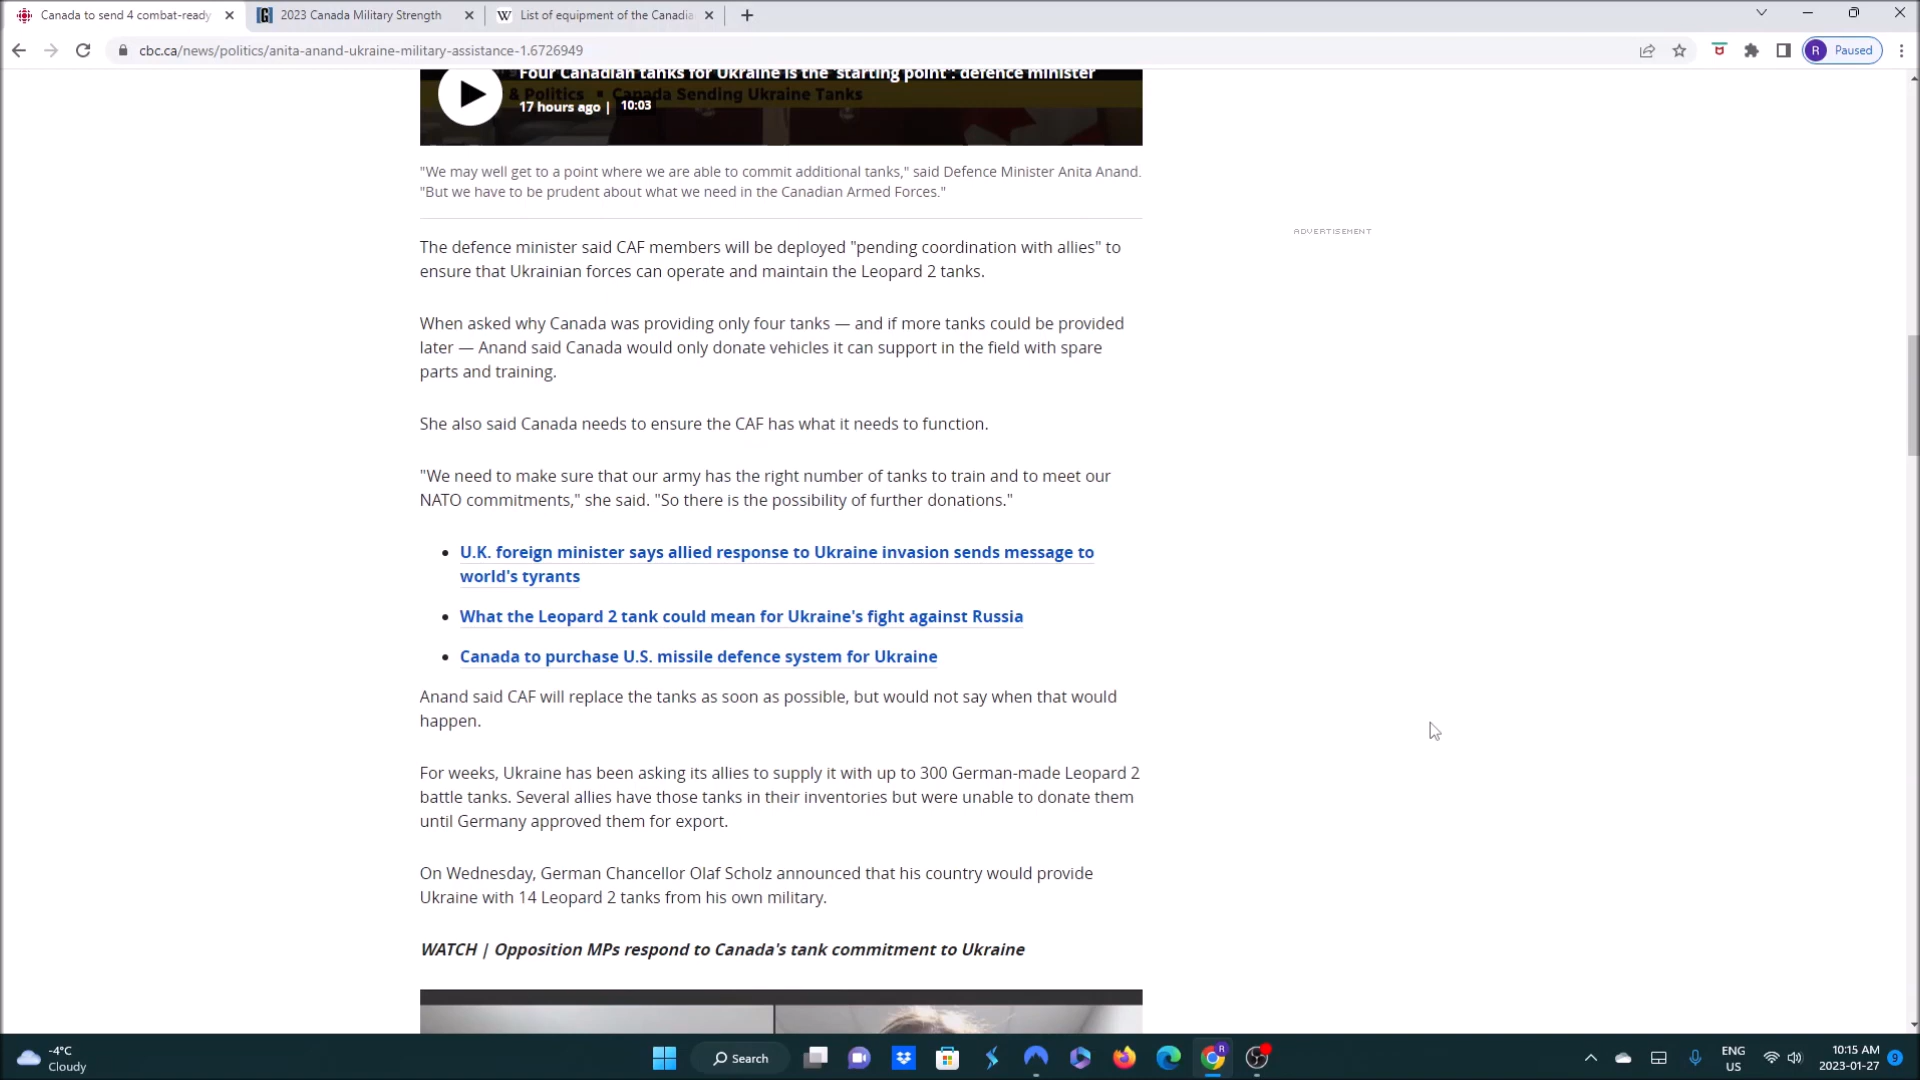 Canada to send 4 combat-ready
2023 Canada Military Strength
W List of equipment of the Canadia
cbc.ca/news/politics/anita-anand-ukraine-military-assistance-1.6726949
R Paused
Four Canadian tanks for Ukraine is the 'starting point': defence minister
& Politics ▪ Canada Sending Ukraine Tanks
17 hours ago | 10:03
"We may well get to a point where we are able to commit additional tanks," said Defence Minister Anita Anand.
"But we have to be prudent about what we need in the Canadian Armed Forces."
ADVERTISEMENT
The defence minister said CAF members will be deployed "pending coordination with allies" to
ensure that Ukrainian forces can operate and maintain the Leopard 2 tanks.
When asked why Canada was providing only four tanks — and if more tanks could be provided
later — Anand said Canada would only donate vehicles it can support in the field with spare
parts and training.
She also said Canada needs to ensure the CAF has what it needs to function.
"We need to make sure that our army has the right number of tanks to train and to meet our
NATO commitments," she said. "So there is the possibility of further donations."
• U.K. foreign minister says allied response to Ukraine invasion sends message to
world's tyrants
• What the Leopard 2 tank could mean for Ukraine's fight against Russia
• Canada to purchase U.S. missile defence system for Ukraine
Anand said CAF will replace the tanks as soon as possible, but would not say when that would
happen.
For weeks, Ukraine has been asking its allies to supply it with up to 300 German-made Leopard 2
battle tanks. Several allies have those tanks in their inventories but were unable to donate them
until Germany approved them for export.
On Wednesday, German Chancellor Olaf Scholz announced that his country would provide
Ukraine with 14 Leopard 2 tanks from his own military.
WATCH | Opposition MPs respond to Canada's tank commitment to Ukraine
-4°C
Cloudy
Search
R
ENG
US
10:15 AM
2023-01-27
9